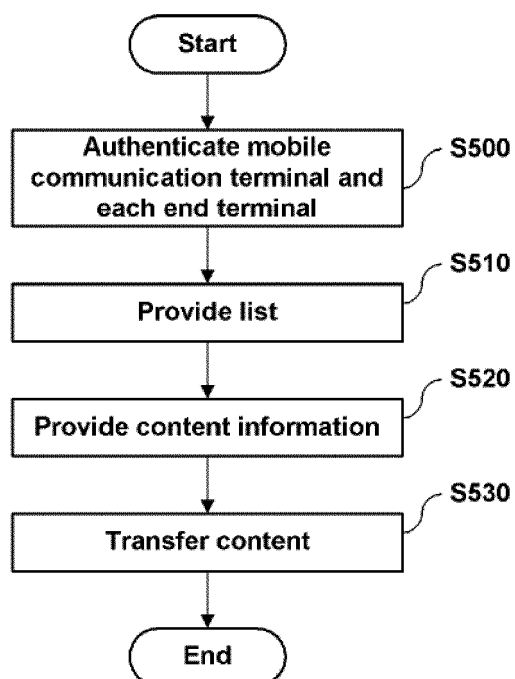 Start
Authenticate mobile
communication terminal and
each end terminal
S500
Provide list
S510
Provide content information
S520
Transfer content
S530
End